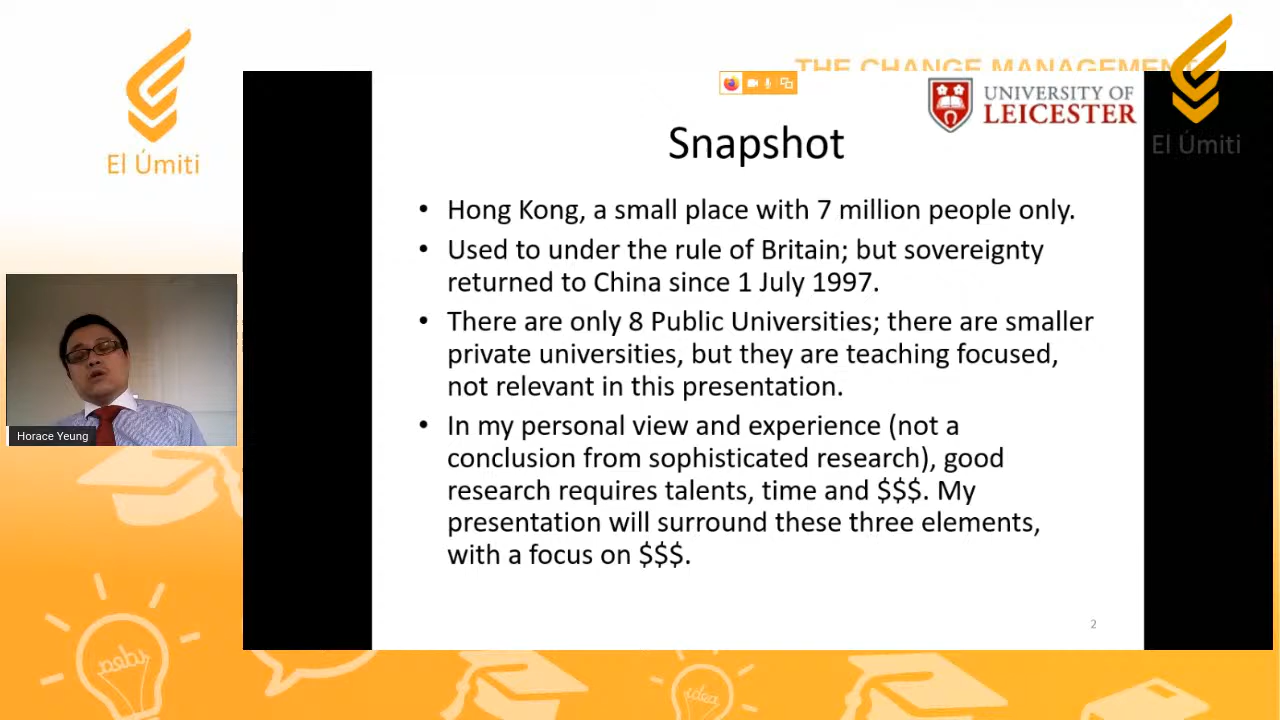 THE CHANGE MANAGEMENT
El Úmiti
El Úmiti
UNIVERSITY OF
LEICESTER
Snapshot
• Hong Kong, a small place with 7 million people only.
• Used to under the rule of Britain; but sovereignty
returned to China since 1 July 1997.
• There are only 8 Public Universities; there are smaller
private universities, but they are teaching focused,
not relevant in this presentation.
• In my personal view and experience (not a
conclusion from sophisticated research), good
research requires talents, time and $$$. My
presentation will surround these three elements,
with a focus on $$$.
Horace Yeung
2
idea
idea